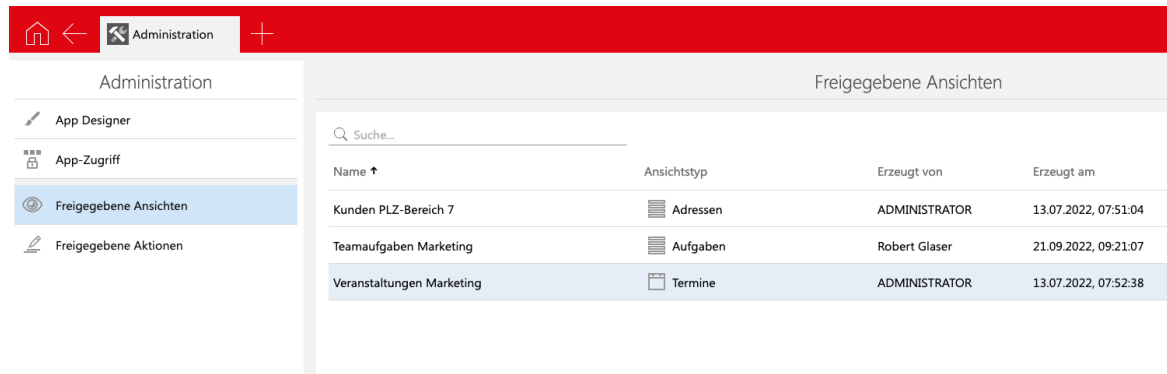 Administration
Administration
App Designer
App-Zugriff
Freigegebene Ansichten
Freigegebene Aktionen
Freigegebene Ansichten
Suche...
Name Ansichtstyp Erzeugt von Erzeugt am
Kunden PLZ-Bereich 7 Adressen ADMINISTRATOR 13.07.2022, 07:51:04
Teamaufgaben Marketing Aufgaben Robert Glaser 21.09.2022, 09:21:07
Veranstaltungen Marketing Termine ADMINISTRATOR 13.07.2022, 07:52:38